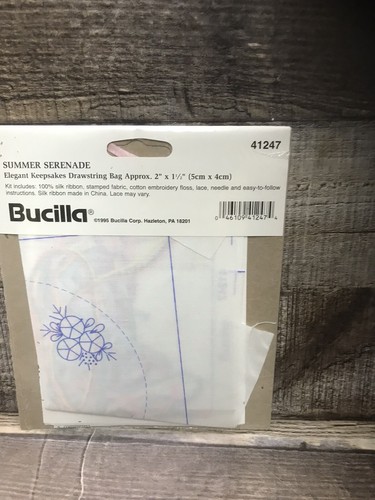 41247
SUMMER SERENADE
Elegant Keepsakes Drawstring Bag Approx. 2" x 1½" (5cm x 4cm)
Kit includes: 100% silk ribbon, stamped fabric, cotton embroidery floss, lace, needle and easy-to-follow
instructions. Silk ribbon made in China. Lace may vary.
Bucilla®
©1995 Bucilla Corp. Hazleton, PA 18201
0 46109 41247 4